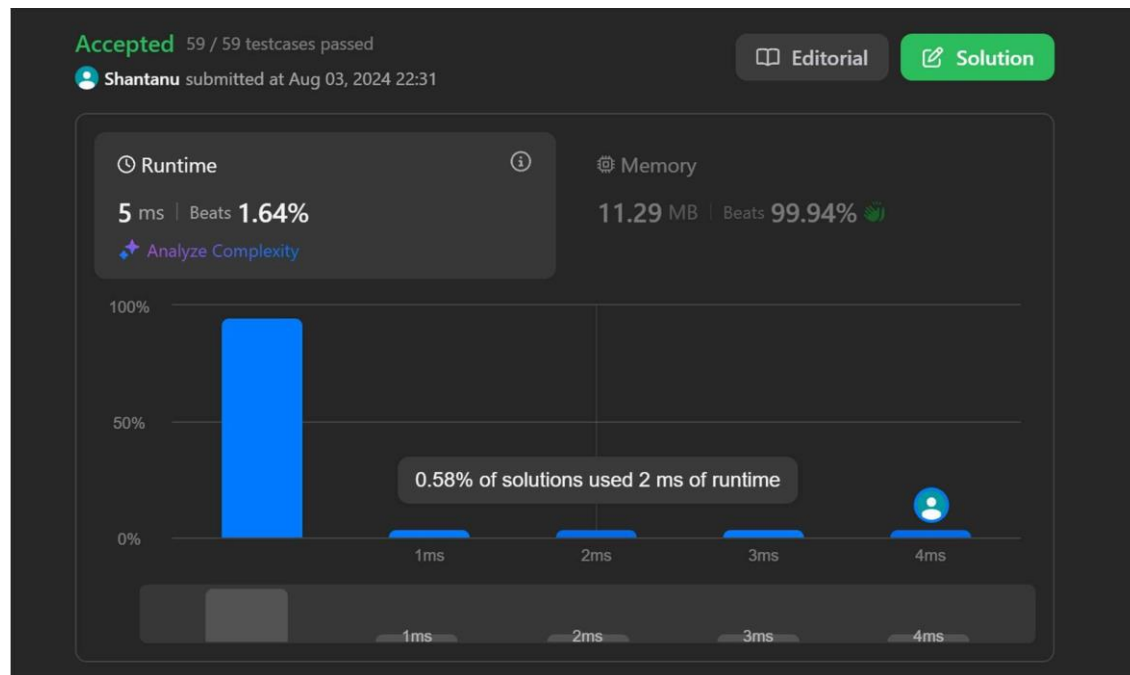 Accepted 59 / 59 testcases passed
Editorial
Solution
Shantanu submitted at Aug 03, 2024 22:31
Runtime
5 ms | Beats 1.64%
Analyze Complexity
Memory
11.29 MB | Beats 99.94%
100%
50%
0.58% of solutions used 2 ms of runtime
0%
1ms 2ms 3ms 4ms
1ms 2ms 3ms 4ms